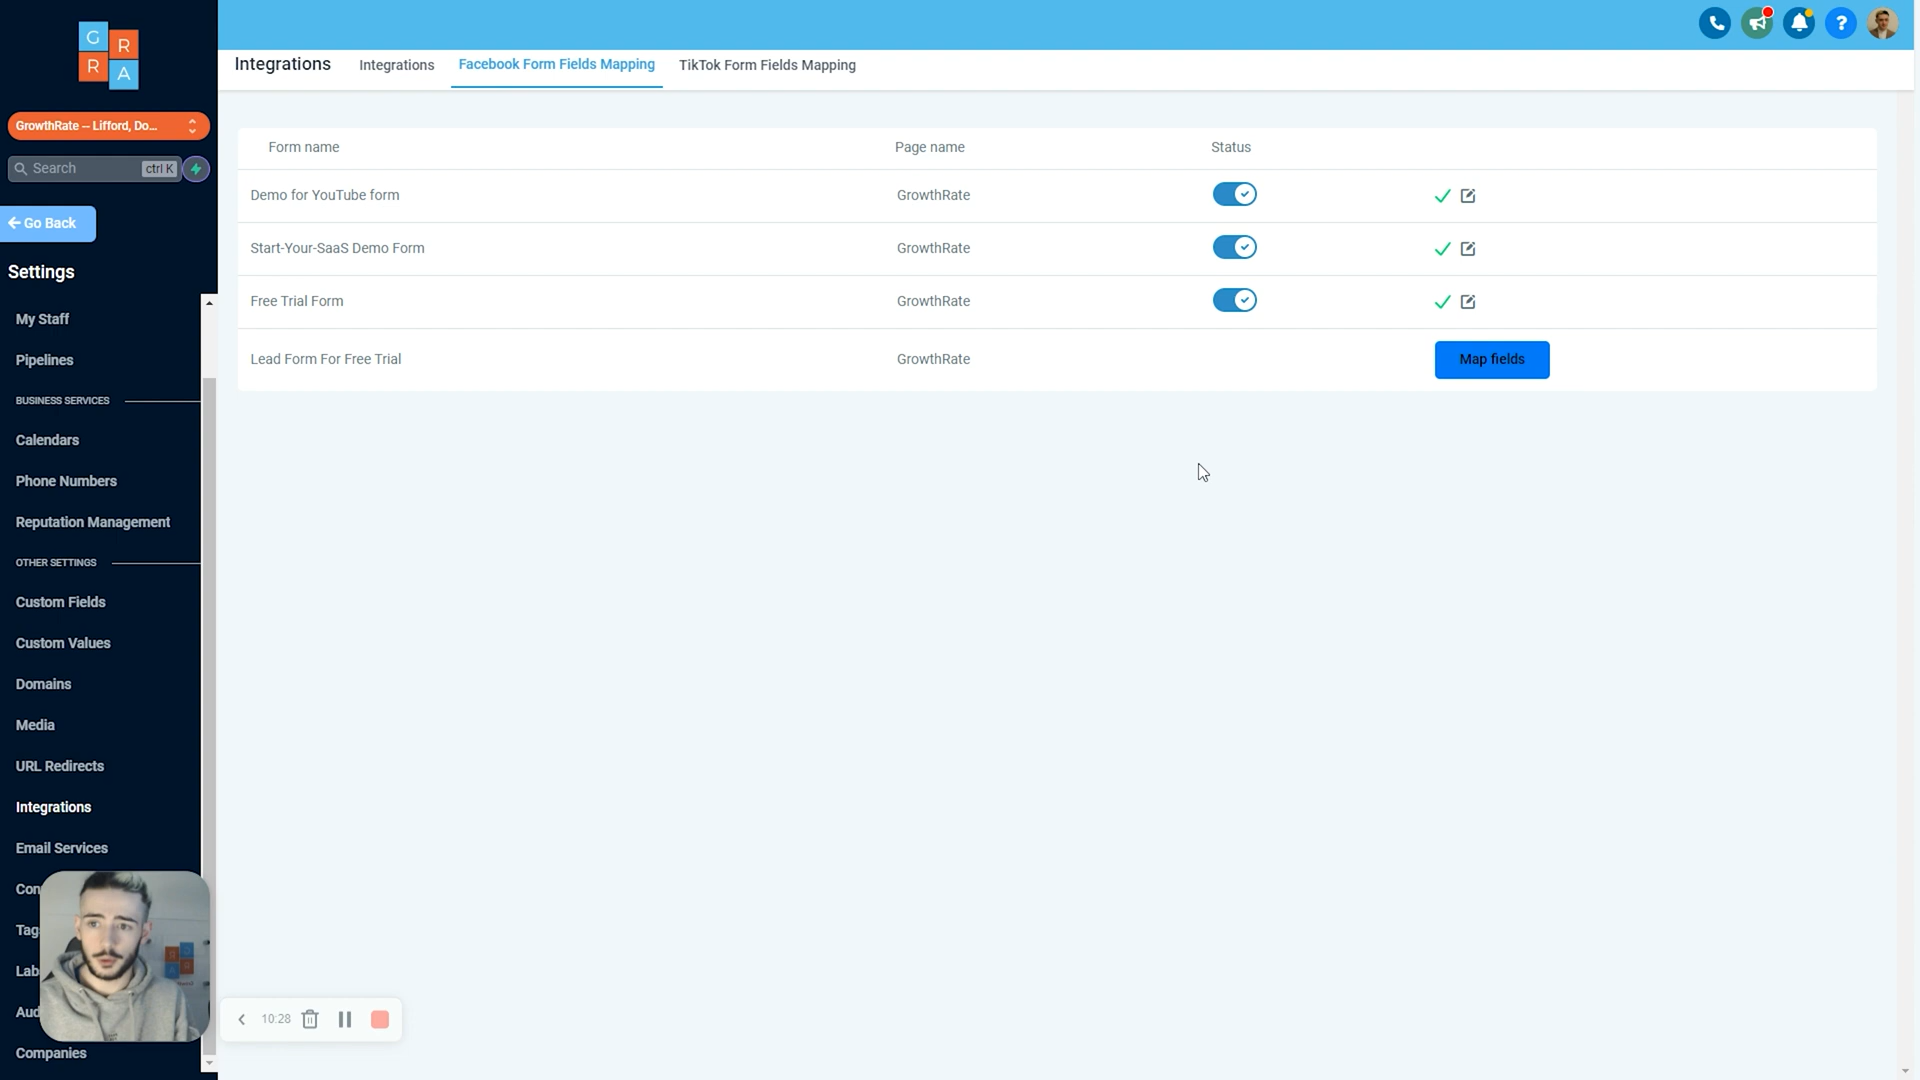 G
R
R
A
GrowthRate -- Lifford, Do...
Search
ctrl K
Go Back
Settings
My Staff
Pipelines
BUSINESS SERVICES
Calendars
Phone Numbers
Reputation Management
OTHER SETTINGS
Custom Fields
Custom Values
Domains
Media
URL Redirects
Integrations
Email Services
Con
Tag
Lab
Aud
Companies
Integrations
Integrations
Facebook Form Fields Mapping
TikTok Form Fields Mapping
?
Form name Page name Status
Demo for YouTube form GrowthRate
Start-Your-SaaS Demo Form GrowthRate
Free Trial Form GrowthRate
Lead Form For Free Trial GrowthRate Map fields
10:28